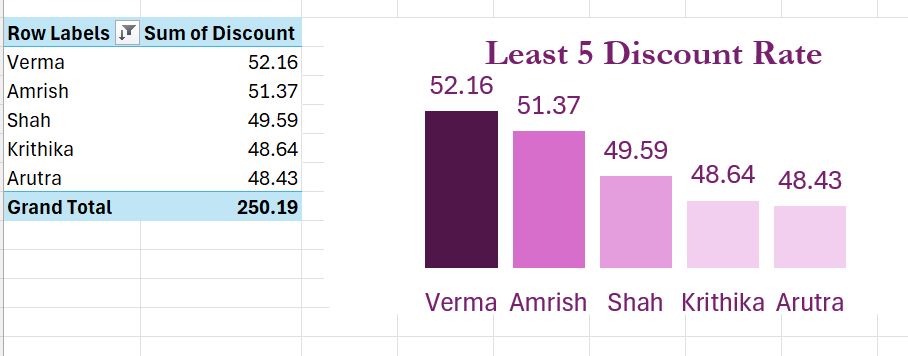 Row Labels Sum of Discount
Verma 52.16
Amrish 51.37
Shah 49.59
Krithika 48.64
Arutra 48.43
Grand Total 250.19
Least 5 Discount Rate
52.16
51.37
49.59
48.64
48.43
Verma Amrish Shah Krithika Arutra